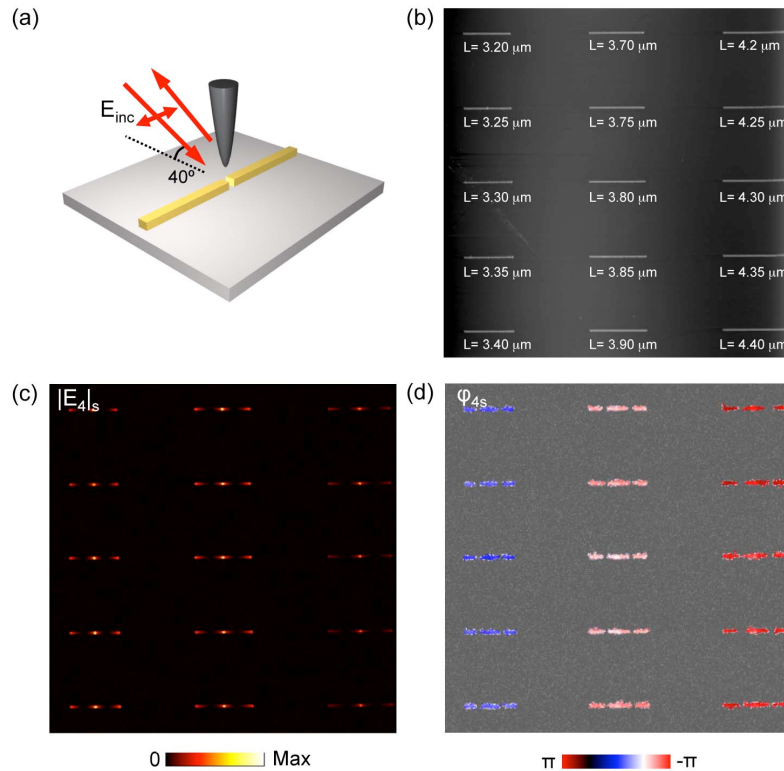 (a)
E_inc
40°
(b)
L= 3.20 μm L= 3.70 μm L= 4.2 μm
L= 3.25 μm L= 3.75 μm L= 4.25 μm
L= 3.30 μm L= 3.80 μm L= 4.30 μm
L= 3.35 μm L= 3.85 μm L= 4.35 μm
L= 3.40 μm L= 3.90 μm L= 4.40 μm
(c)
|E₄|ₛ
0 Max
(d)
φ₄ₛ
π -π